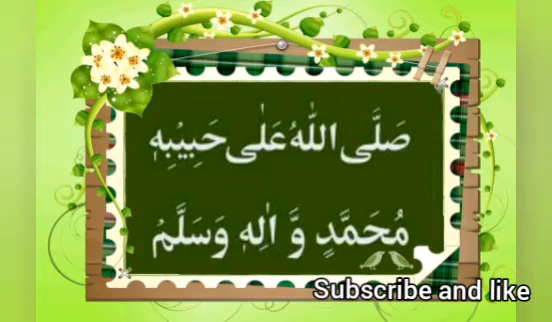 صَلَّى اللّٰهُ عَلٰى حَبِيْبِهٖ
مُحَمَّدٍ وَّ اٰلِهٖ وَسَلَّمْ
Subscribe and like